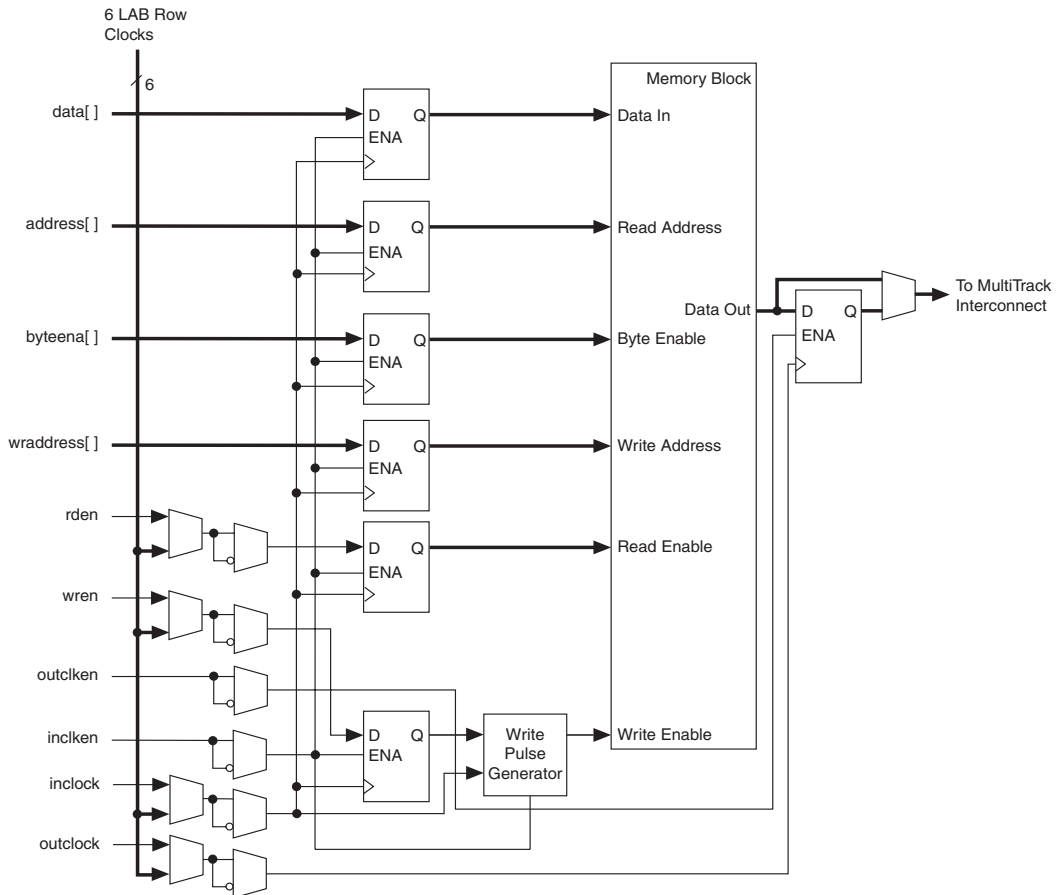 6 LAB Row
Clocks
6
Memory Block
data[ ]
D Q
ENA
Data In
address[ ]
D Q
ENA
Read Address
To MultiTrack
Interconnect
Data Out
D Q
ENA
byteena[ ]
D Q
ENA
Byte Enable
wraddress[ ]
D Q
ENA
Write Address
rden
D Q
ENA
Read Enable
wren
outclken
inclken
D Q
ENA
Write
Pulse
Generator
Write Enable
inclock
outclock